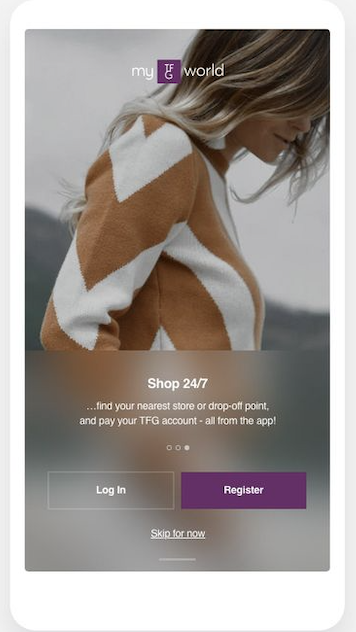 my TFG world
Shop 24/7
...find your nearest store or drop-off point,
and pay your TFG account - all from the app!
Log In
Register
Skip for now